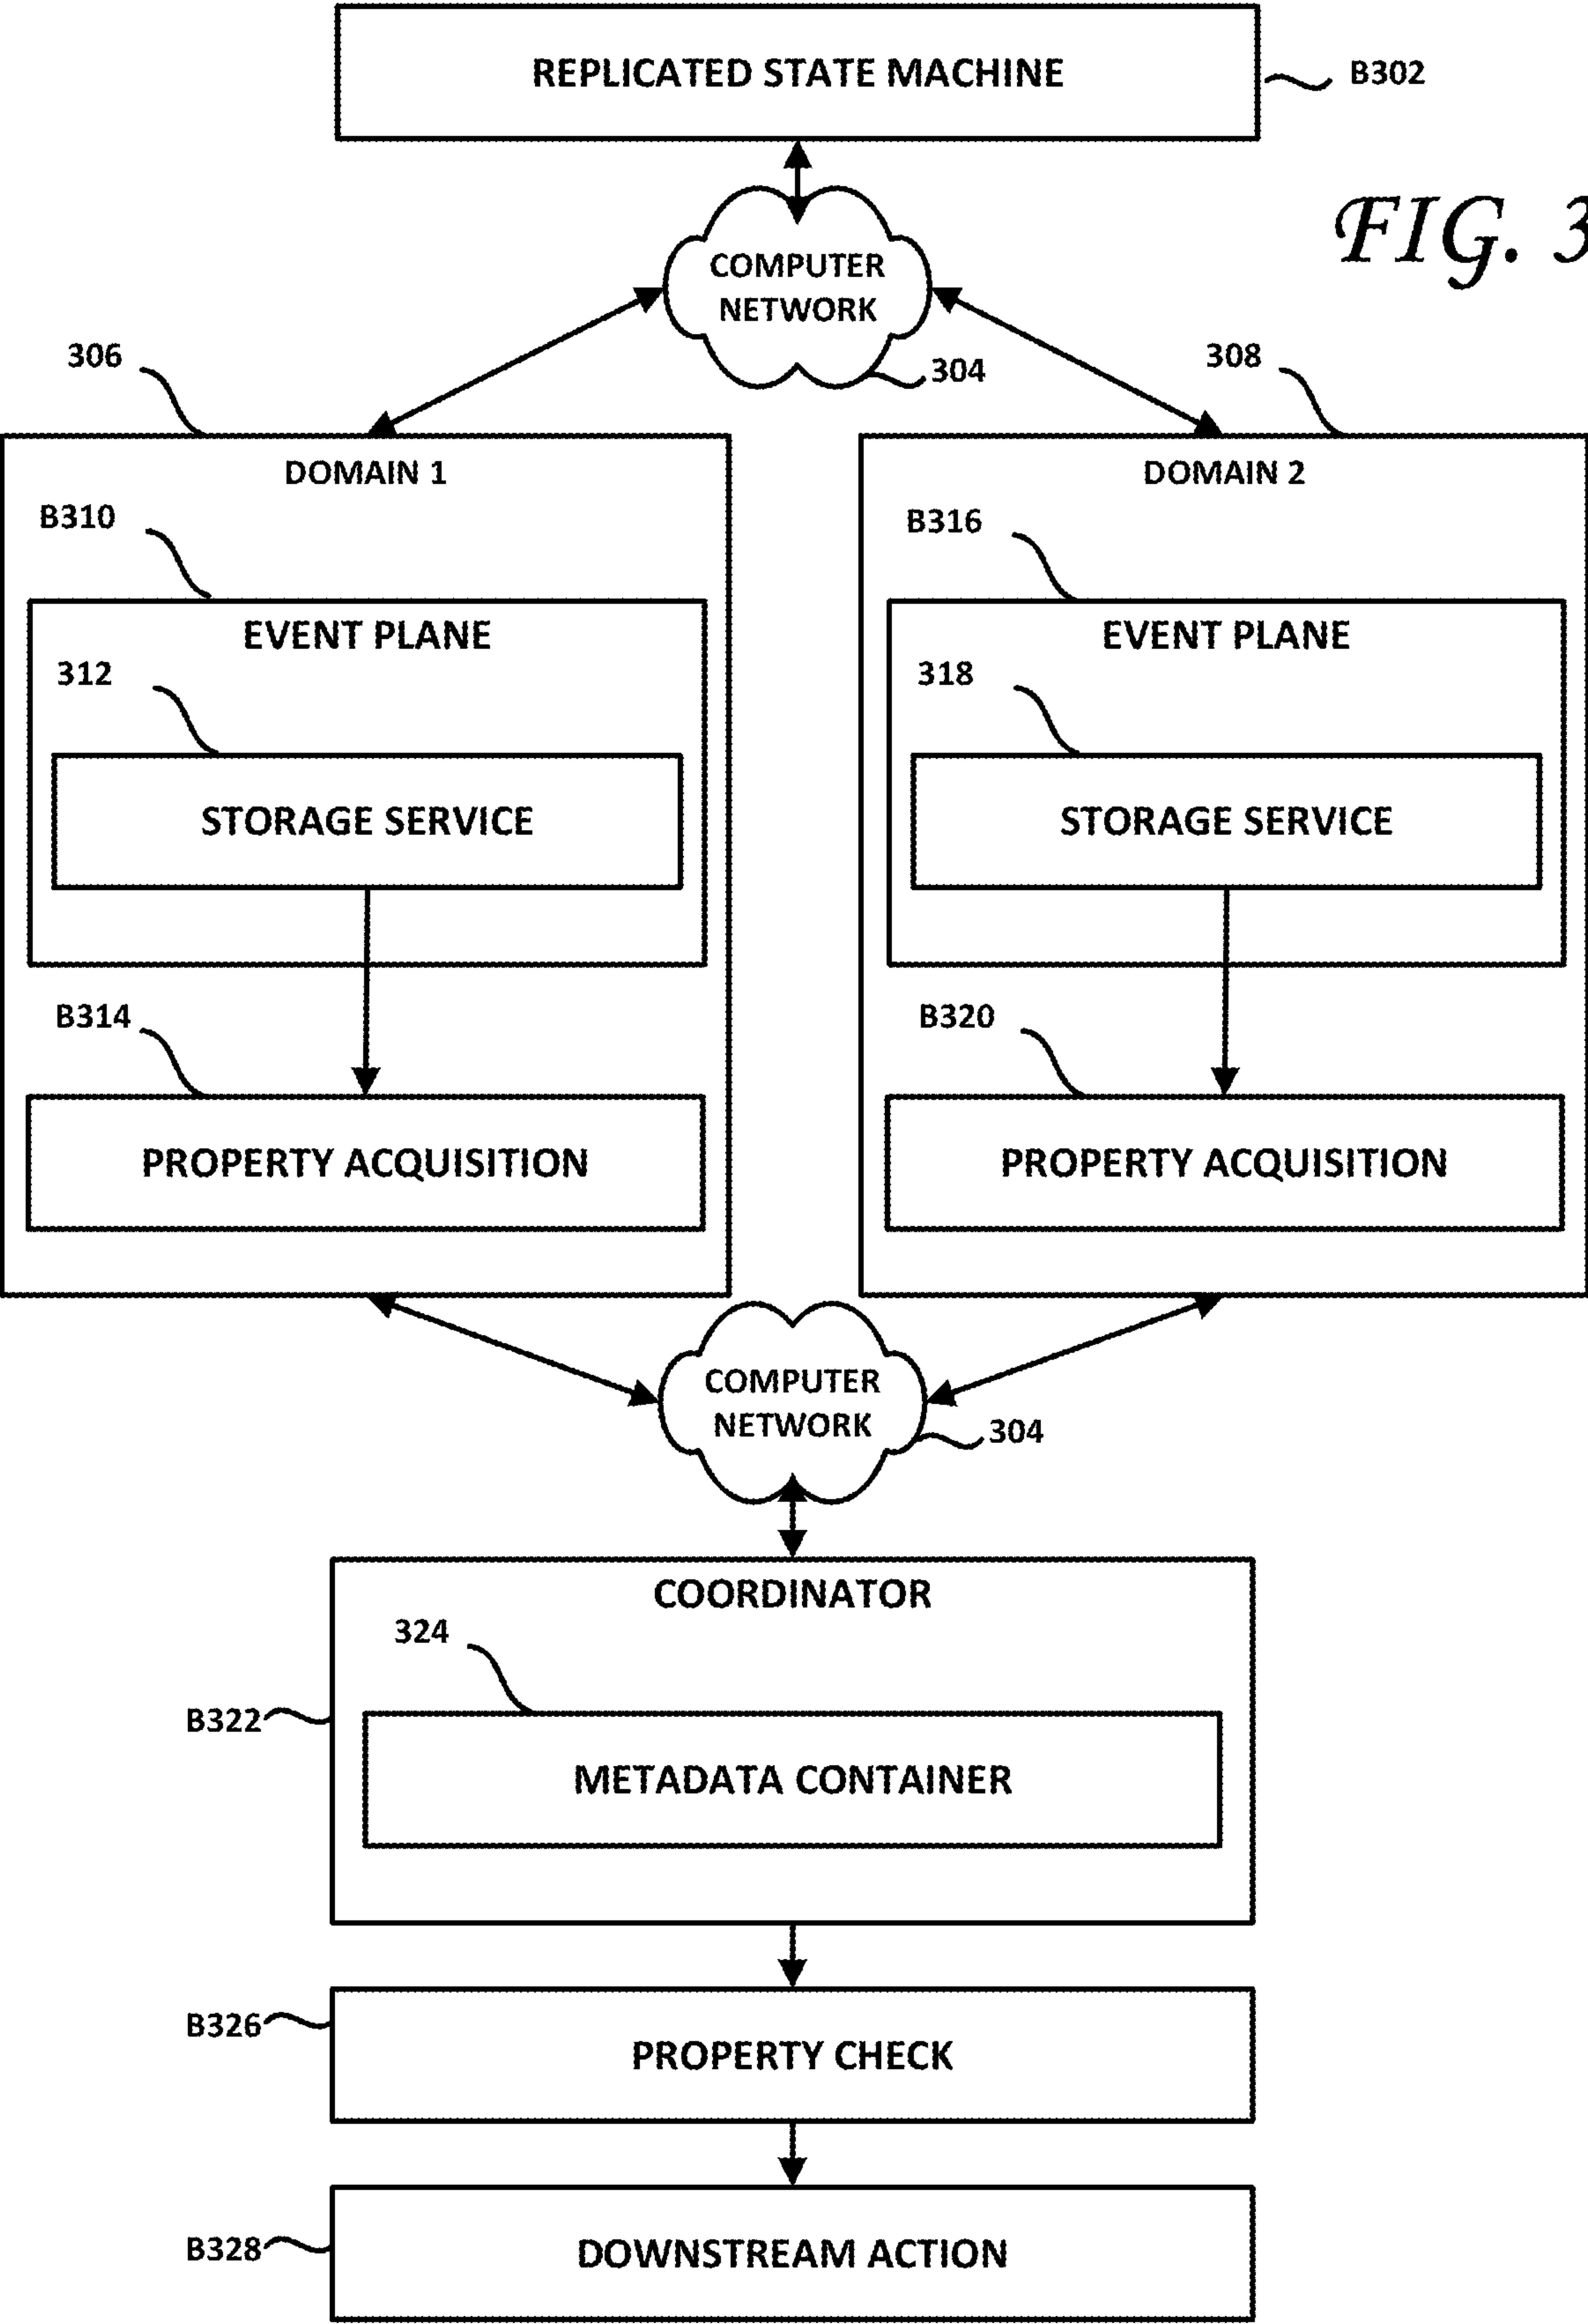 REPLICATED STATE MACHINE
B302
FIG. 3
COMPUTER
NETWORK
304
306
308
DOMAIN 1
DOMAIN 2
B310
B316
EVENT PLANE
EVENT PLANE
312
318
STORAGE SERVICE
STORAGE SERVICE
B314
B320
PROPERTY ACQUISITION
PROPERTY ACQUISITION
COMPUTER
NETWORK
304
COORDINATOR
324
B322
METADATA CONTAINER
B326
PROPERTY CHECK
B328
DOWNSTREAM ACTION